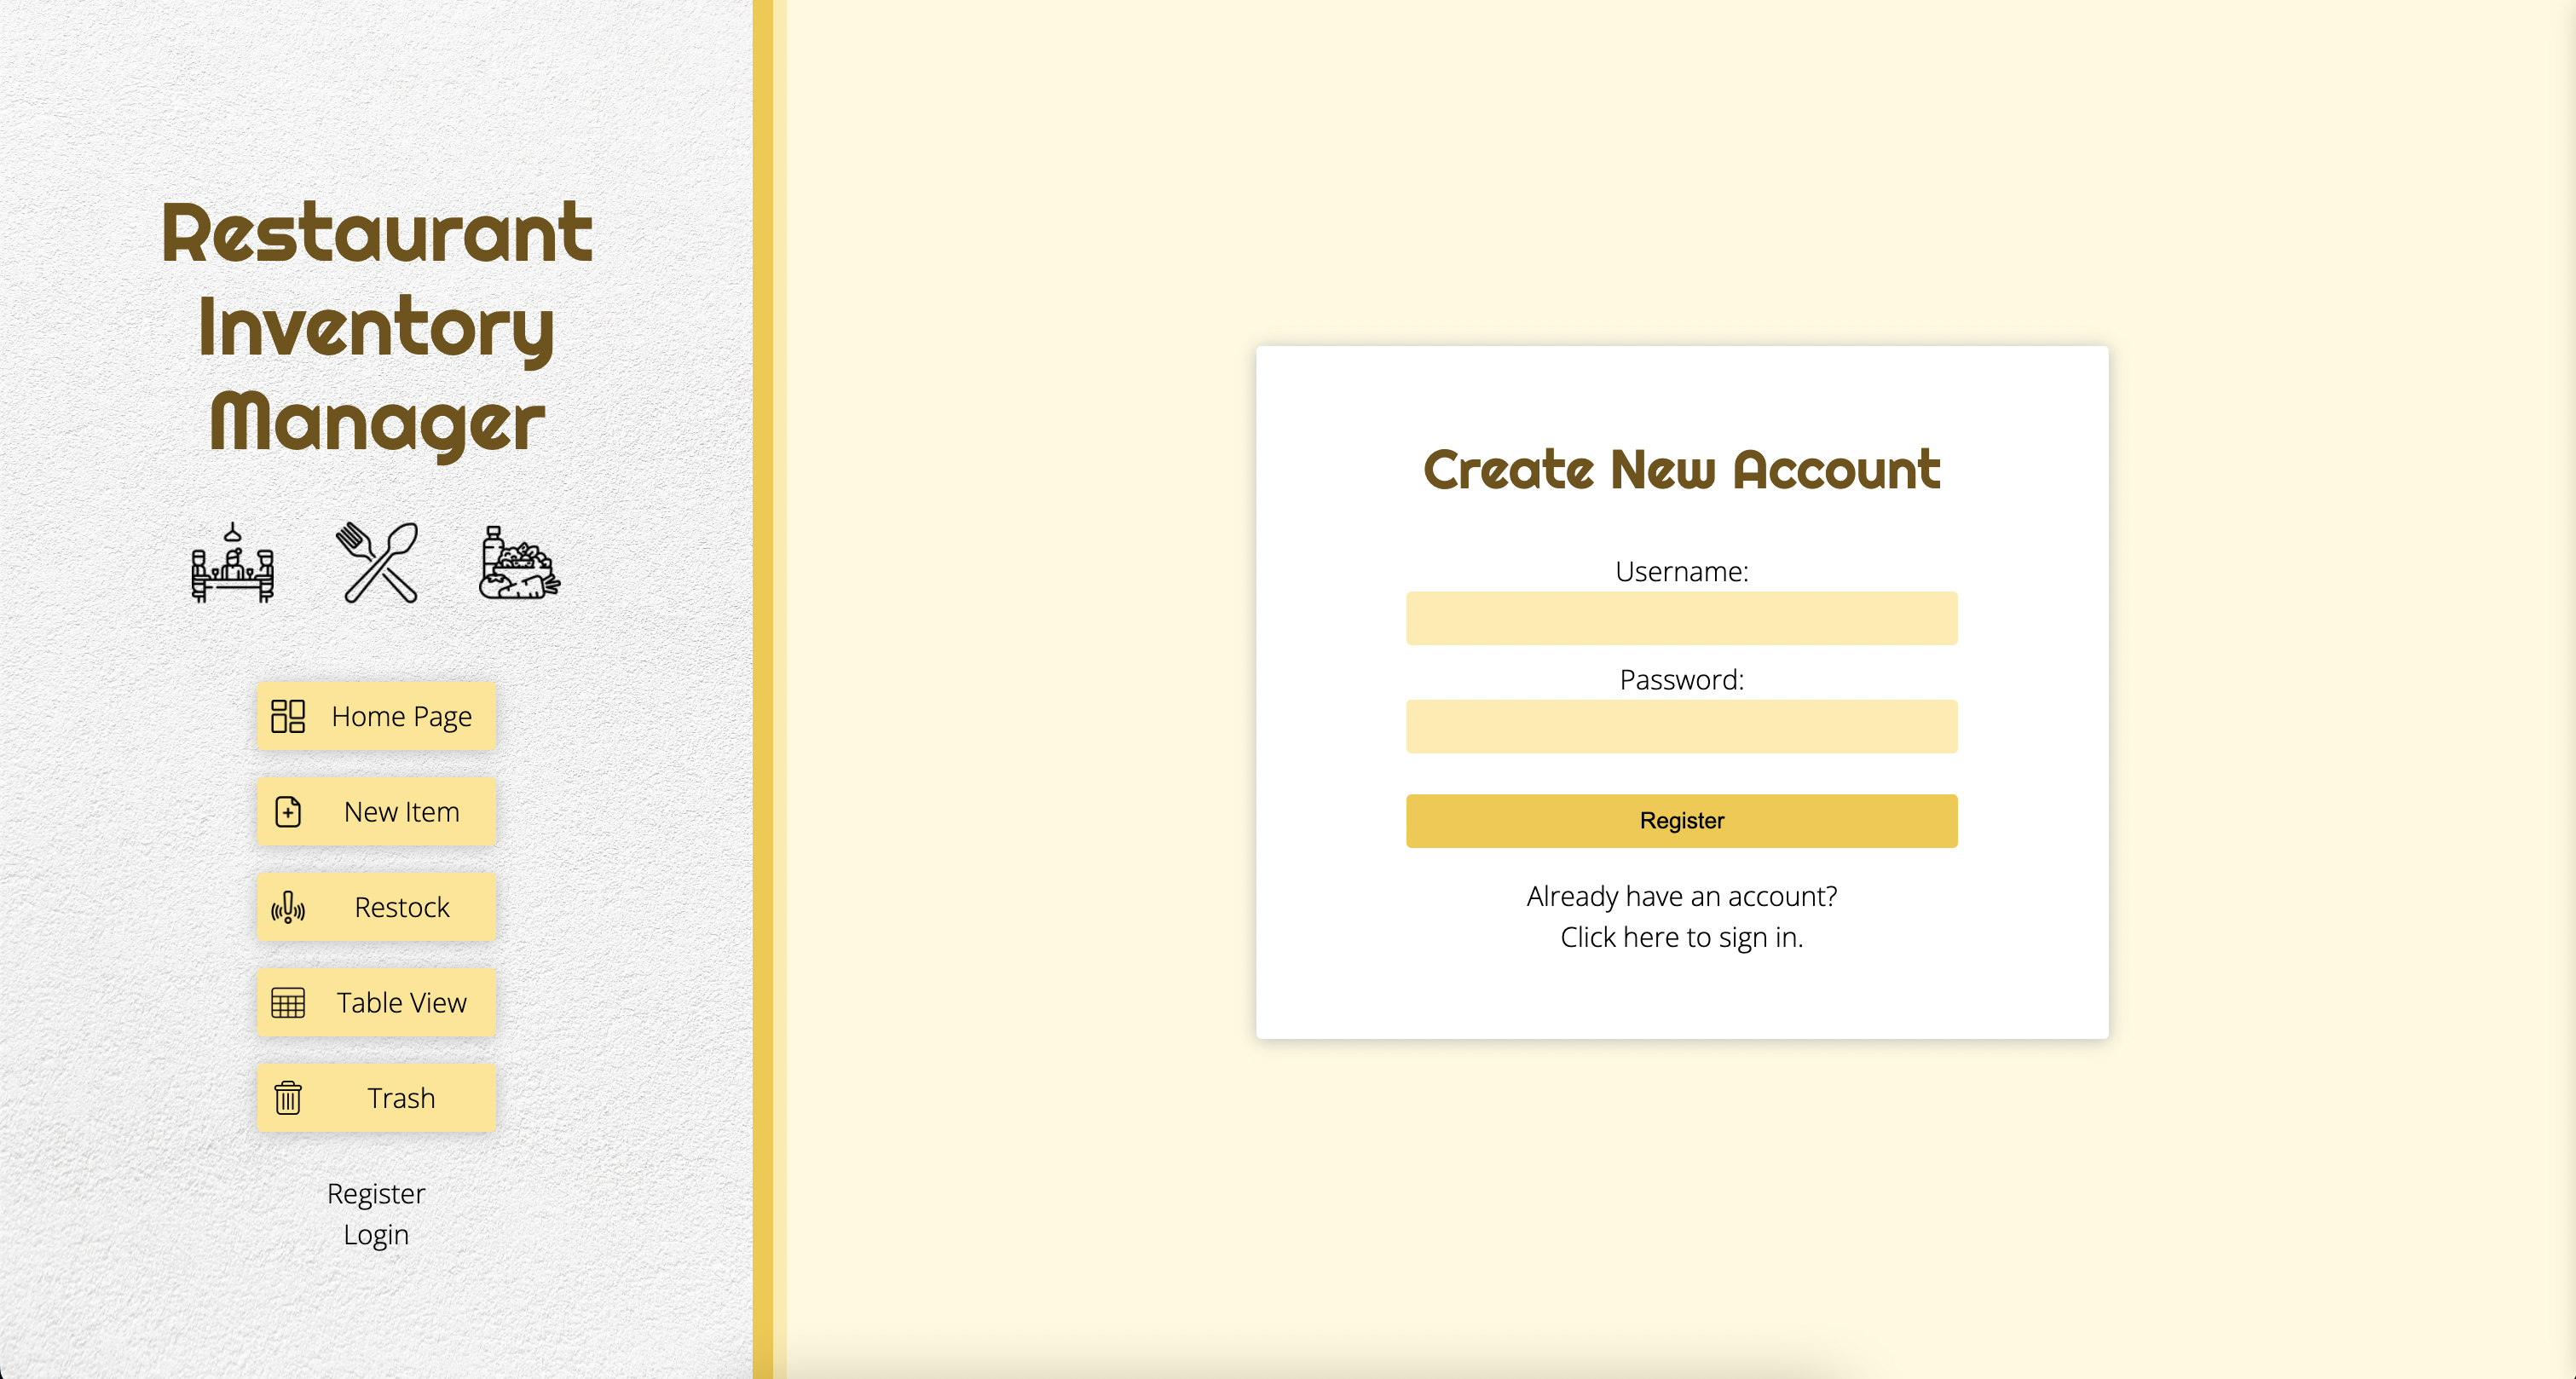 Restaurant
Inventory
Manager
Home Page
New Item
Restock
Table View
Trash
Register
Login
Create New Account
Username:
Password:
Register
Already have an account?
Click here to sign in.